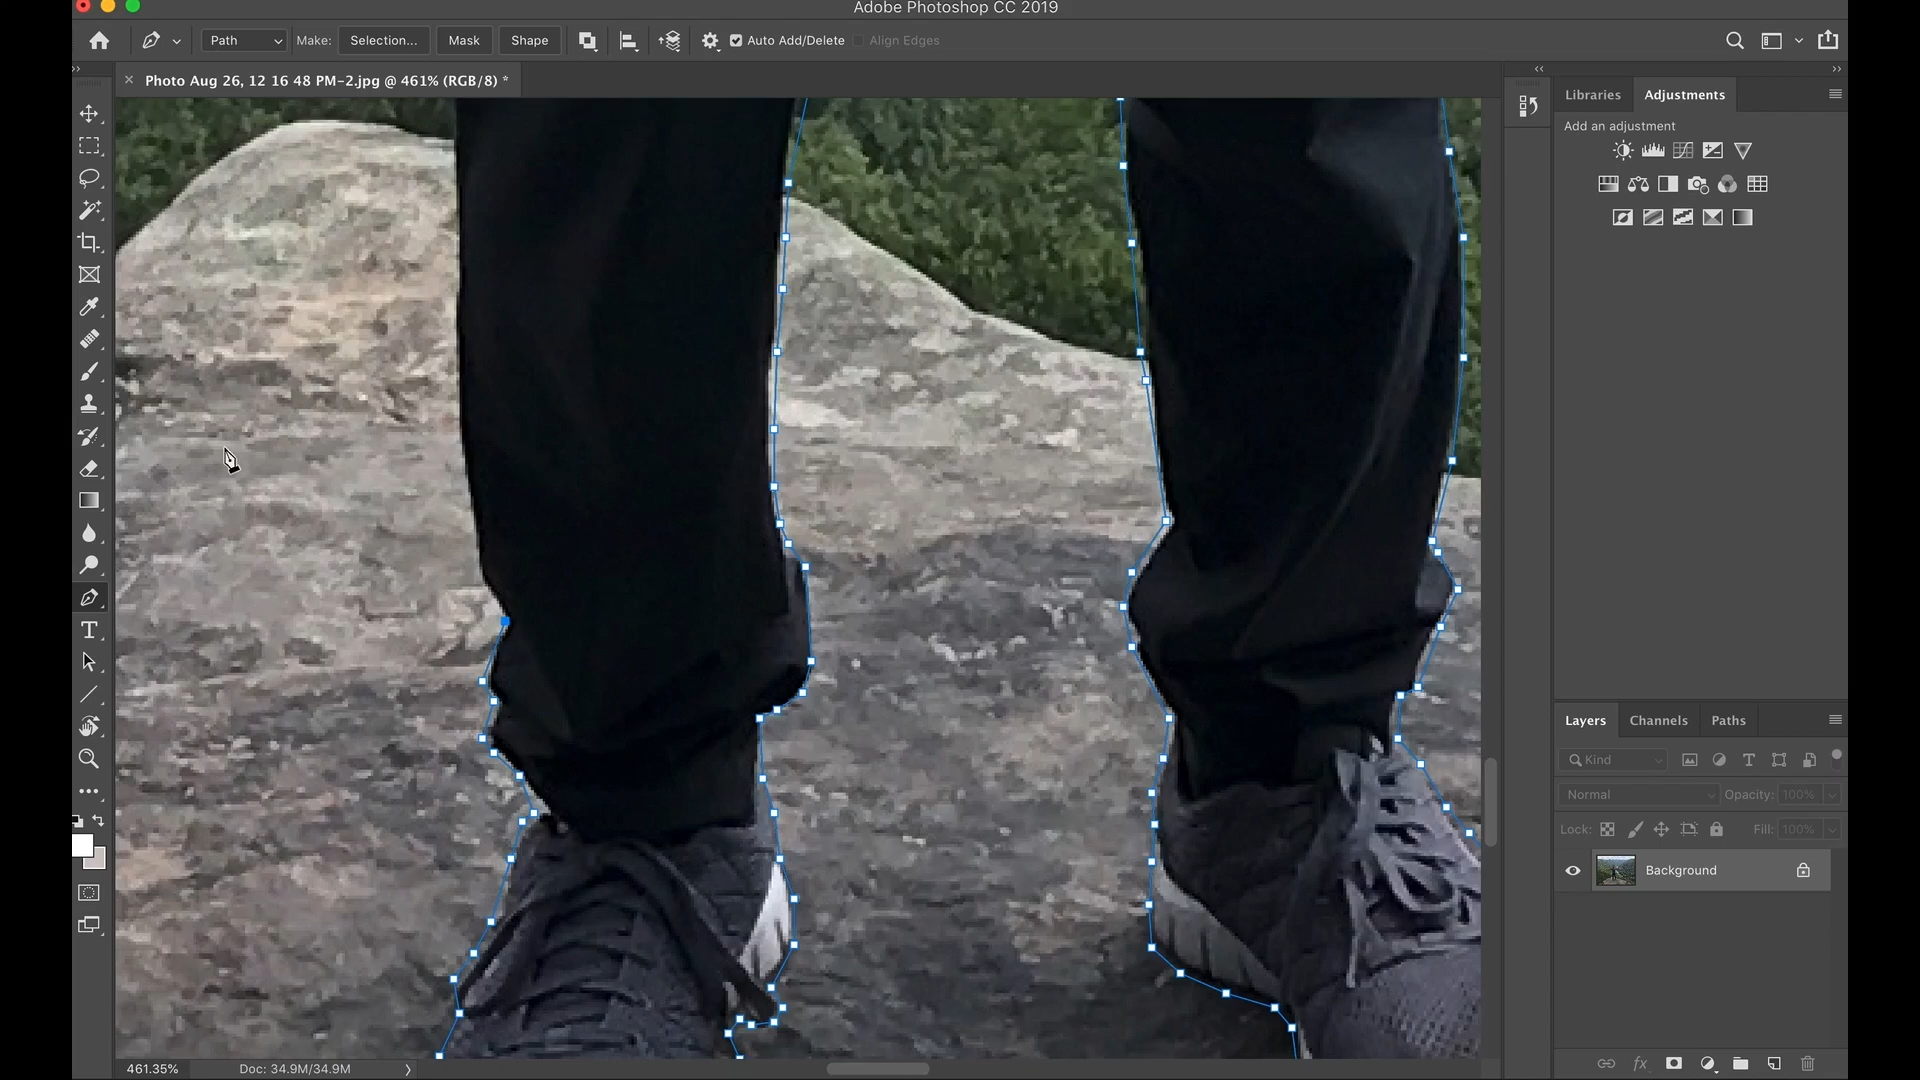 Adobe Photoshop CC 2019
Path
Make:
Selection...
Mask
Shape
Auto Add/Delete
Align Edges
Photo Aug 26, 12 16 48 PM-2.jpg @ 461% (RGB/8) *
Libraries
Adjustments
Add an adjustment
Layers
Channels
Paths
Kind
Normal
Opacity: 100%
Lock:
Fill: 100%
Background
461.35%
Doc: 34.9M/34.9M